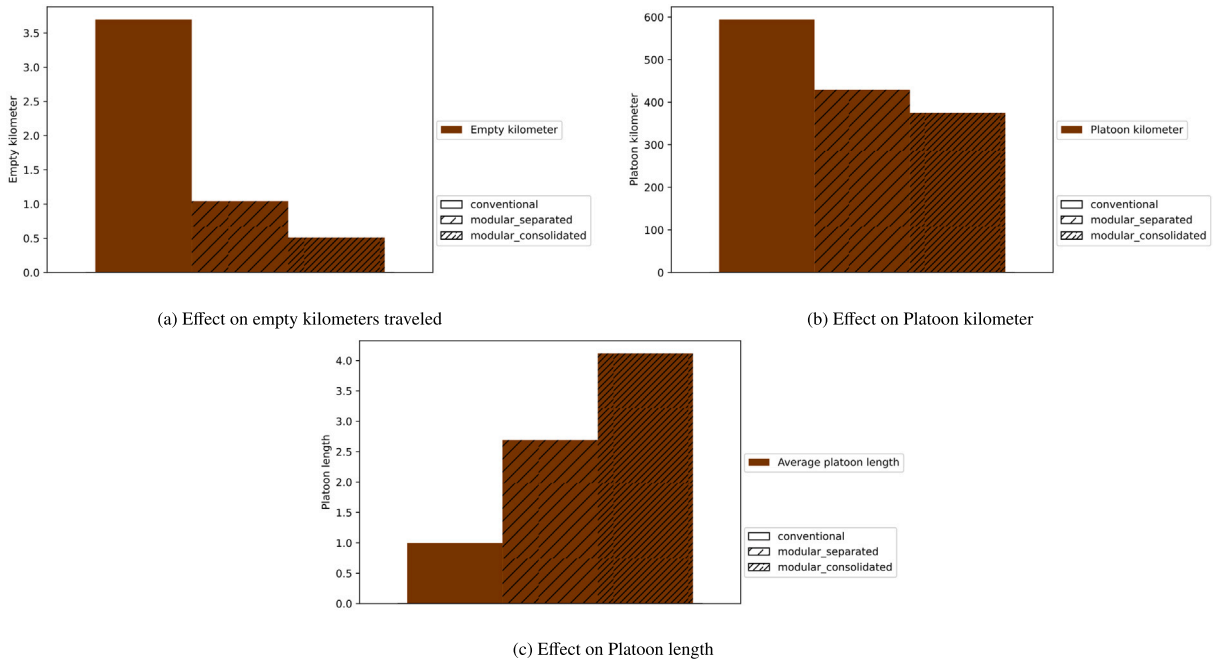 3.5
3.0
2.5
2.0
1.5
1.0
0.5
0.0
Empty kilometer
Empty kilometer
conventional
modular_separated
modular_consolidated
(a) Effect on empty kilometers traveled
600
500
400
300
200
100
0
Platoon kilometer
Platoon kilometer
conventional
modular_separated
modular_consolidated
(b) Effect on Platoon kilometer
4.0
3.5
3.0
2.5
2.0
1.5
1.0
0.5
0.0
Platoon length
Average platoon length
conventional
modular_separated
modular_consolidated
(c) Effect on Platoon length